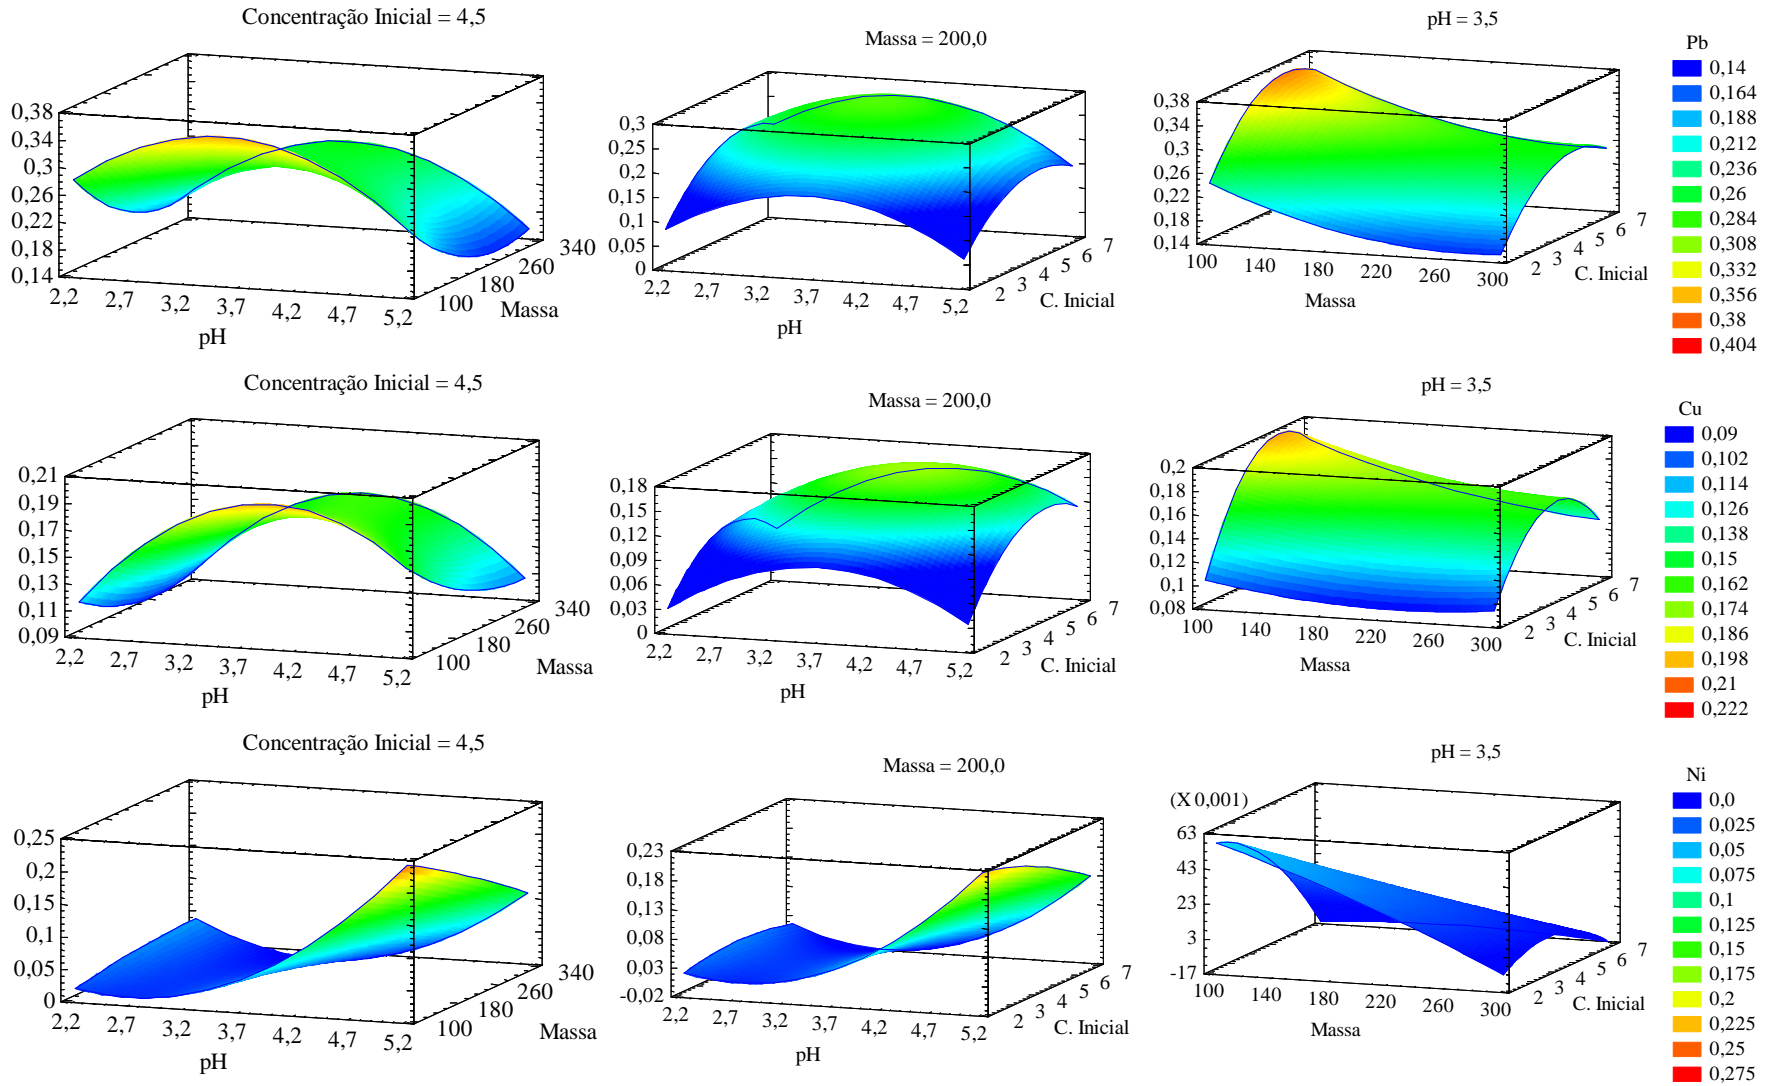 Concentração Inicial = 4,5
0,38
0,34
0,3
0,26
0,22
0,18
0,14
2,2 2,7 3,2 3,7 4,2 4,7 5,2
pH
100 180 260 340
Massa
Massa = 200,0
0,3
0,25
0,2
0,15
0,1
0,05
0
2,2 2,7 3,2 3,7 4,2 4,7 5,2
pH
2 3 4 5 6 7
C. Inicial
pH = 3,5
0,38
0,34
0,3
0,26
0,22
0,18
0,14
100 140 180 220 260 300
Massa
2 3 4 5 6 7
C. Inicial
Pb
0,14
0,164
0,188
0,212
0,236
0,26
0,284
0,308
0,332
0,356
0,38
0,404
Concentração Inicial = 4,5
0,21
0,19
0,17
0,15
0,13
0,11
0,09
2,2 2,7 3,2 3,7 4,2 4,7 5,2
pH
100 180 260 340
Massa
Massa = 200,0
0,18
0,15
0,12
0,09
0,06
0,03
0
2,2 2,7 3,2 3,7 4,2 4,7 5,2
pH
2 3 4 5 6 7
C. Inicial
pH = 3,5
0,2
0,18
0,16
0,14
0,12
0,1
0,08
100 140 180 220 260 300
Massa
2 3 4 5 6 7
C. Inicial
Cu
0,09
0,102
0,114
0,126
0,138
0,15
0,162
0,174
0,186
0,198
0,21
0,222
Concentração Inicial = 4,5
0,25
0,2
0,15
0,1
0,05
0
2,2 2,7 3,2 3,7 4,2 4,7 5,2
pH
100 180 260 340
Massa
Massa = 200,0
0,23
0,18
0,13
0,08
0,03
-0,02
2,2 2,7 3,2 3,7 4,2 4,7 5,2
pH
2 3 4 5 6 7
C. Inicial
pH = 3,5
(X 0,001)
63
43
23
3
-17
100 140 180 220 260 300
Massa
2 3 4 5 6 7
C. Inicial
Ni
0,0
0,025
0,05
0,075
0,1
0,125
0,15
0,175
0,2
0,225
0,25
0,275